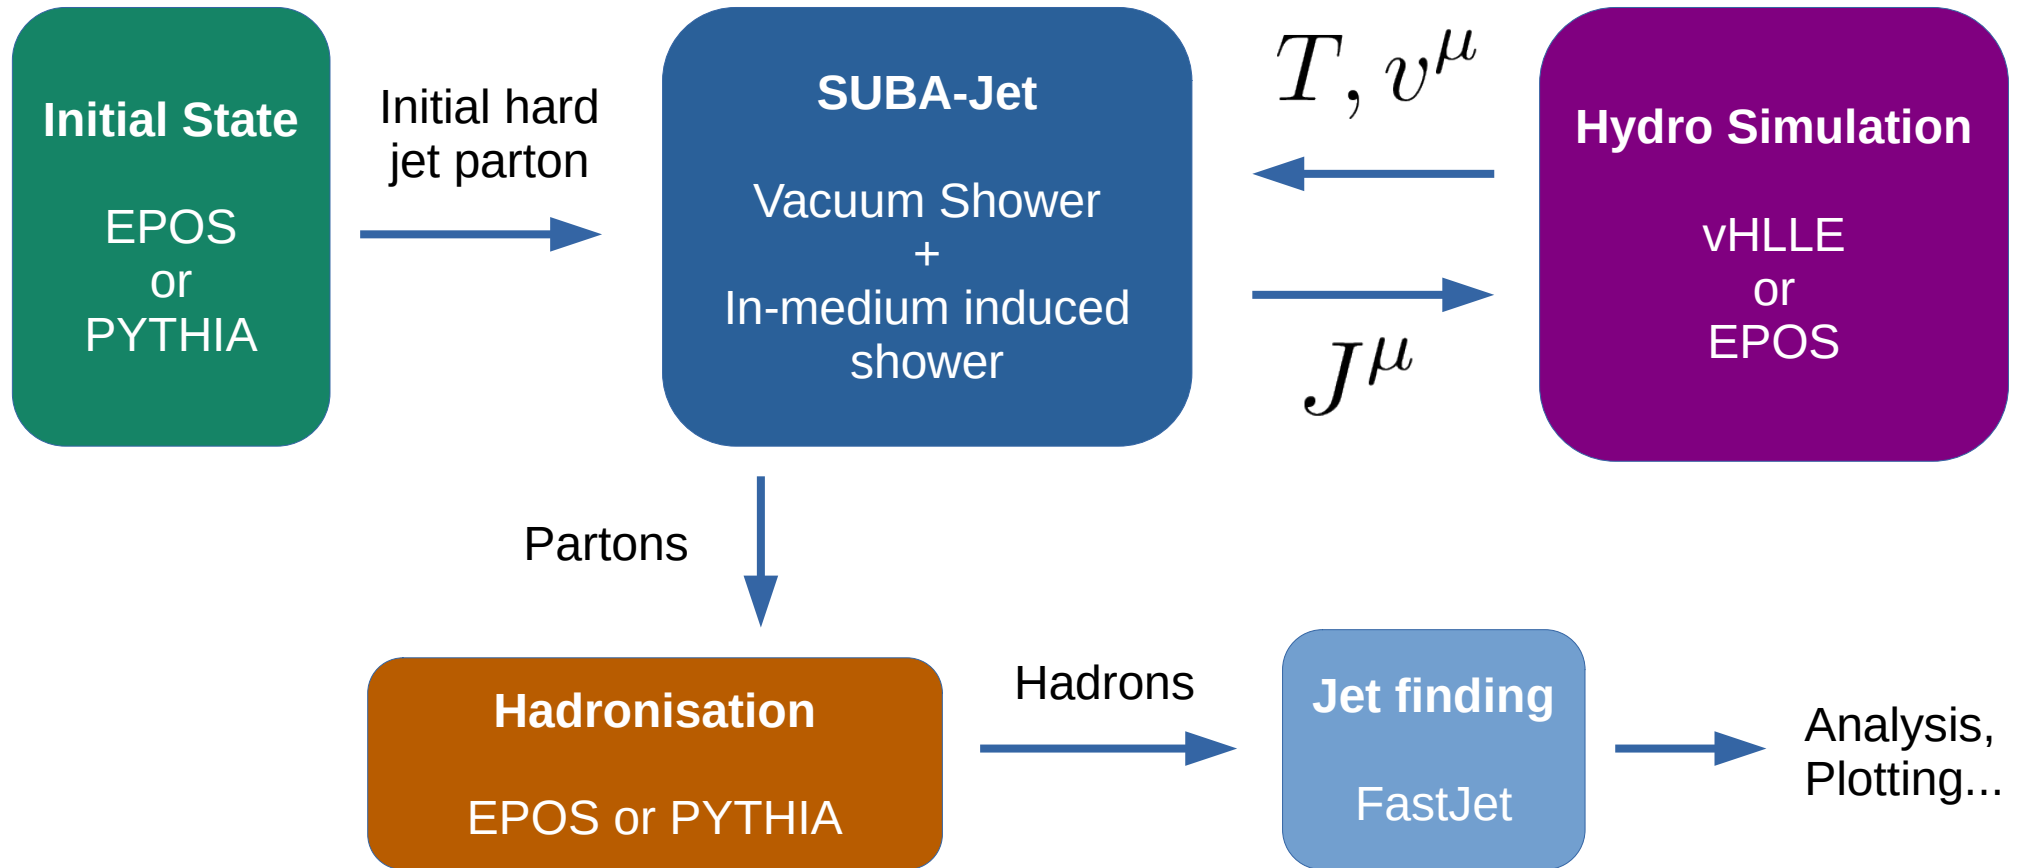 Initial State
EPOS
or
PYTHIA
Initial hard
jet parton
SUBA-Jet
Vacuum Shower
+
In-medium induced
shower
T, v^μ
J^μ
Hydro Simulation
vHLLE
or
EPOS
Partons
Hadronisation
EPOS or PYTHIA
Hadrons
Jet finding
FastJet
Analysis,
Plotting...